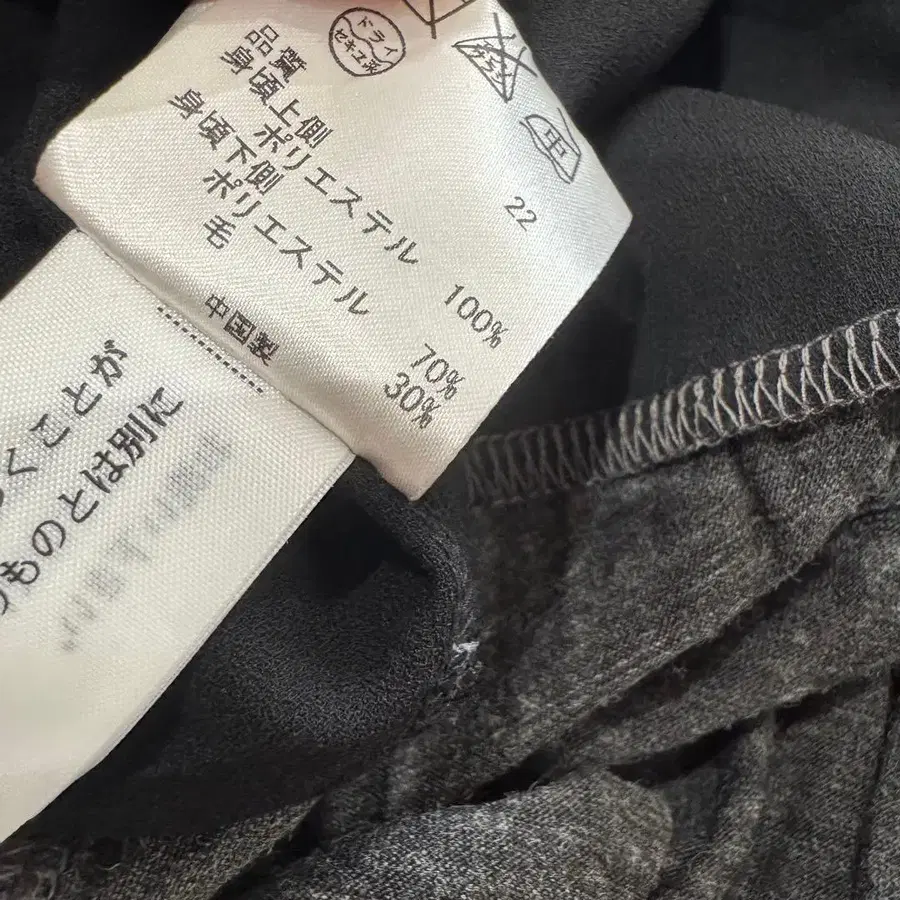 ドライ
セキユ系
中
22
品質
身頃上側
ポリエステル 100%
身頃下側
ポリエステル 70%
毛 30%
中国製
くことが
ものとは別に